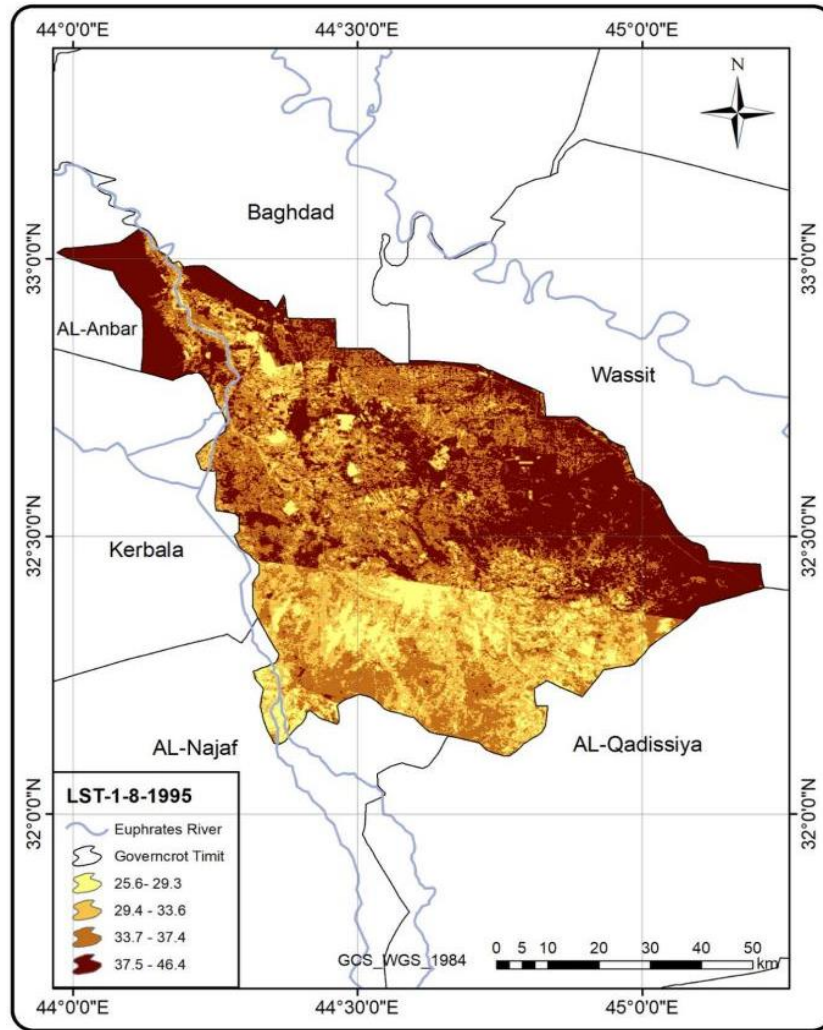 44°0'0"E 44°30'0"E 45°0'0"E
N
Baghdad
33°0'0"N 33°0'0"N
AL-Anbar
Wassit
32°30'0"N 32°30'0"N
Kerbala
AL-Najaf AL-Qadissiya
32°0'0"N 32°0'0"N
LST-1-8-1995
Euphrates River
Governcrot Timit
25.6- 29.3
29.4 - 33.6
33.7 - 37.4
37.5 - 46.4
GCS_WGS_1984
0 5 10 20 30 40 50
km
44°0'0"E 44°30'0"E 45°0'0"E